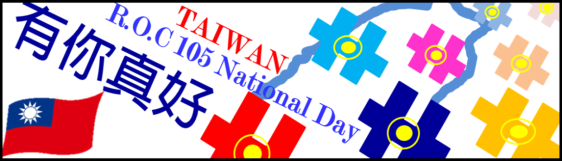 TAIWAN
R.O.C 105 National Day
有你真好